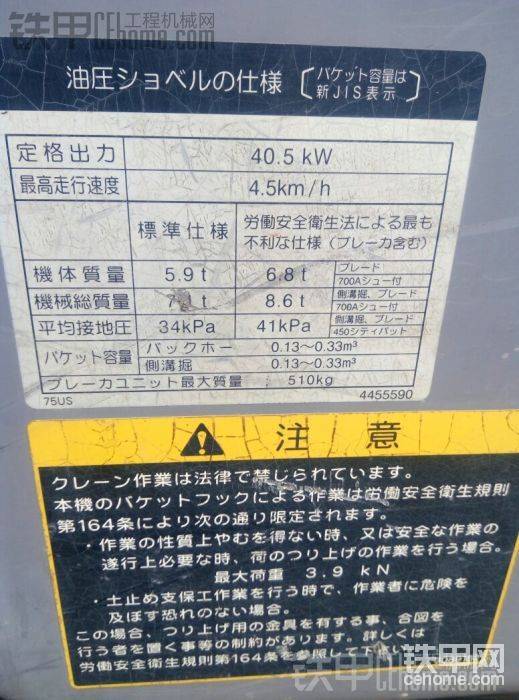 铁甲 工程机械网
CEhome.com
油圧ショベルの仕様 〔バケット容量は
新JIS表示〕
定格出力 40.5 kW
最高走行速度 4.5km/h
標準仕様 労働安全衛生法による最も
不利な仕様(ブレーカ含む)
機体質量 5.9 t 6.8 t ブレード
700Aシュー付
機械総質量 t 8.6 t 側溝掘、ブレード
700Aシュー付
平均接地圧 34kPa 41kPa 側溝掘、ブレード
450シティパット
バケット容量 バックホー 0.13〜0.33m³
側溝掘 0.13〜0.33m³
ブレーカユニット最大質量 510kg
75US 4455590
注意
クレーン作業は法律で禁じられています。
本機のバケットフックによる作業は労働安全衛生規則
第164条により次の通り限定されます。
・作業の性質上やむを得ない時、又は安全な作業の
遂行上必要な時、荷のつり上げの作業を行う場合。
最大荷重 3.9 kN
・土止め支保工作業を行う時で、作業者に危険を
及ぼす恐れのない場合。
この場合、つり上げ用の金具を有する事、合図を
行う者を置く事等の制約があります。詳しくは
労働安全衛生規則第164条を参照して下さい。
铁甲网
cehome.com